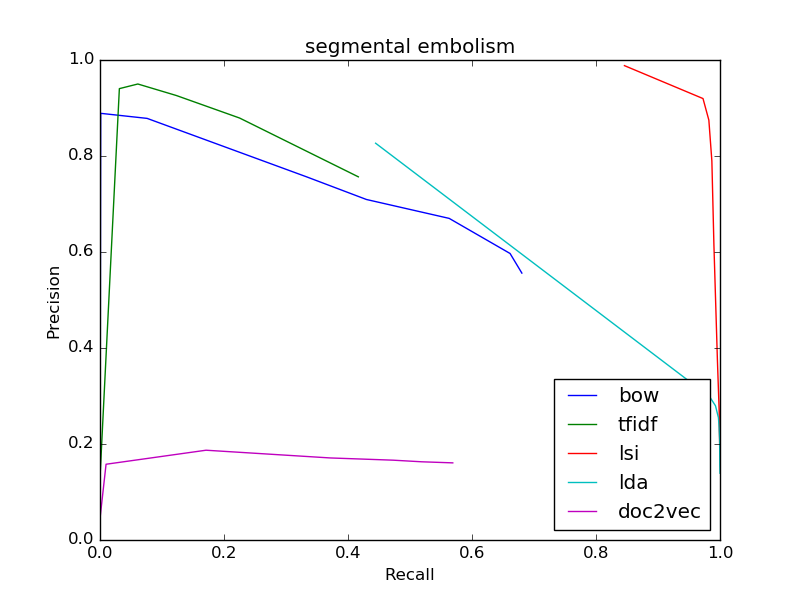 segmental embolism
1.0
0.8
0.6
0.4
0.2
0.0
Precision
0.0 0.2 0.4 0.6 0.8 1.0
Recall
bow
tfidf
lsi
lda
doc2vec